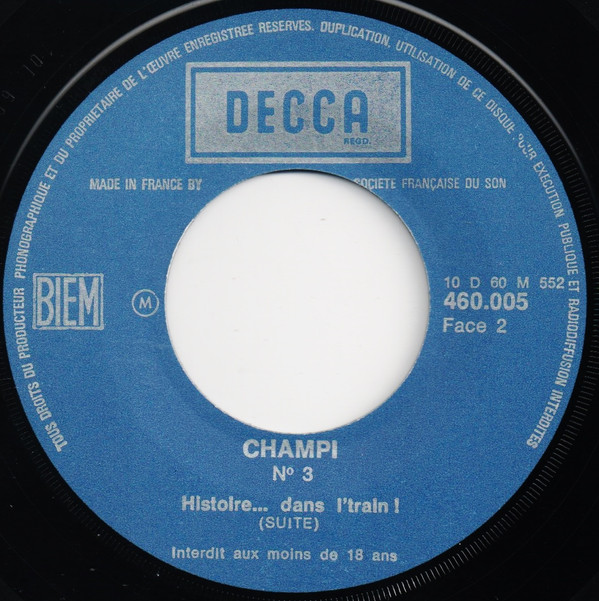 TOUS DROITS DU PRODUCTEUR PHONOGRAPHIQUE ET DU PROPRIETAIRE DE L'ŒUVRE ENREGISTREE RESERVES. DUPLICATION, UTILISATION DE CE DISQUE POUR EXECUTION PUBLIQUE ET RADIODIFFUSION INTERDITES
DECCA
REGD.
MADE IN FRANCE BY SOCIETE FRANÇAISE DU SON
BIEM
M
10 D 60 M 552
460.005
Face 2
CHAMPI
Nº 3
Histoire... dans l'train !
(SUITE)
Interdit aux moins de 18 ans